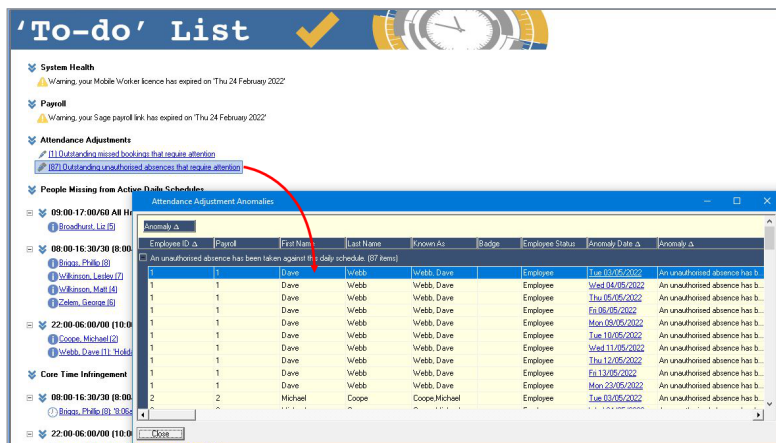 ‘To-do’ List
System Health
Warning, your Mobile Worker licence has expired on 'Thu 24 February 2022'
Payroll
Warning, your Sage payroll link has expired on 'Thu 24 February 2022'
Attendance Adjustments
(1) Outstanding missed bookings that require attention
(87) Outstanding unauthorised absences that require attention
People Missing from Active Daily Schedules
09:00-17:00/60 All Hr
Broadhurst, Liz (5)
08:00-16:30/30 (8:00
Briggs, Phillip (8)
Wilkinson, Lesley (7)
Wilkinson, Matt (4)
Zelem, George (6)
22:00-06:00/00 (10:0
Coope, Michael (2)
Webb, Dave (1): 'Holid
Core Time Infringement
08:00-16:30/30 (8:00
Briggs, Phillip (8): '8:06
22:00-06:00/00 (10:0
Attendance Adjustment Anomalies
Anomaly
Employee ID Payroll First Name Last Name Known As Badge Employee Status Anomaly Date Anomaly
An unauthorised absence has been taken against this daily schedule. (87 items)
1 1 Dave Webb Webb, Dave Employee Tue 03/05/2022 An unauthorised absence has b...
1 1 Dave Webb Webb, Dave Employee Wed 04/05/2022 An unauthorised absence has b...
1 1 Dave Webb Webb, Dave Employee Thu 05/05/2022 An unauthorised absence has b...
1 1 Dave Webb Webb, Dave Employee Fri 06/05/2022 An unauthorised absence has b...
1 1 Dave Webb Webb, Dave Employee Mon 09/05/2022 An unauthorised absence has b...
1 1 Dave Webb Webb, Dave Employee Tue 10/05/2022 An unauthorised absence has b...
1 1 Dave Webb Webb, Dave Employee Wed 11/05/2022 An unauthorised absence has b...
1 1 Dave Webb Webb, Dave Employee Thu 12/05/2022 An unauthorised absence has b...
1 1 Dave Webb Webb, Dave Employee Fri 13/05/2022 An unauthorised absence has b...
1 1 Dave Webb Webb, Dave Employee Mon 23/05/2022 An unauthorised absence has b...
2 2 Michael Coope Coope,Michael Employee Tue 03/05/2022 An unauthorised absence has b...
Close